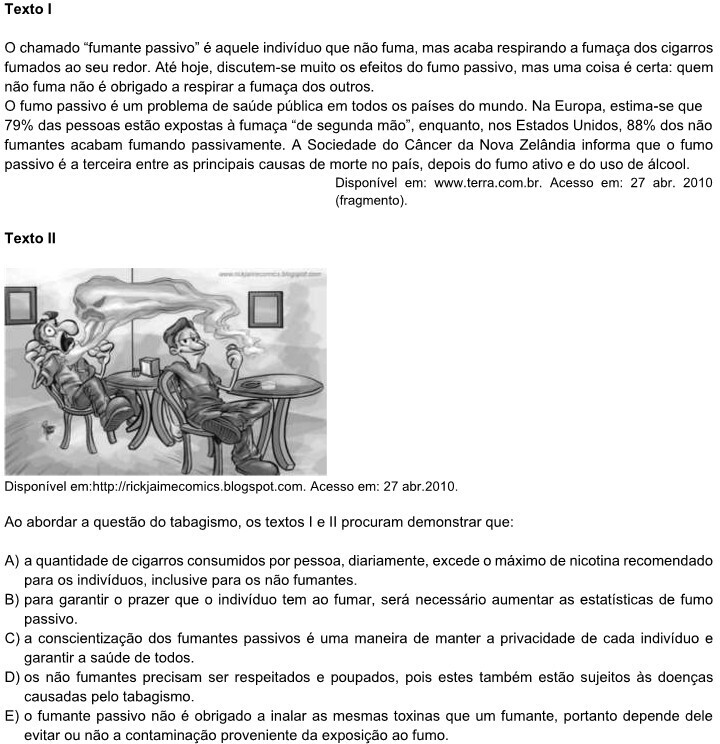 Texto I
O chamado “fumante passivo” é aquele indivíduo que não fuma, mas acaba respirando a fumaça dos cigarros
fumados ao seu redor. Até hoje, discutem-se muito os efeitos do fumo passivo, mas uma coisa é certa: quem
não fuma não é obrigado a respirar a fumaça dos outros.
O fumo passivo é um problema de saúde pública em todos os países do mundo. Na Europa, estima-se que
79% das pessoas estão expostas à fumaça “de segunda mão”, enquanto, nos Estados Unidos, 88% dos não
fumantes acabam fumando passivamente. A Sociedade do Câncer da Nova Zelândia informa que o fumo
passivo é a terceira entre as principais causas de morte no país, depois do fumo ativo e do uso de álcool.
Disponível em: www.terra.com.br. Acesso em: 27 abr. 2010
(fragmento).
Texto II
www.rickjaimecomics.blogspot.com
Disponível em:http://rickjaimecomics.blogspot.com. Acesso em: 27 abr.2010.
Ao abordar a questão do tabagismo, os textos I e II procuram demonstrar que:
A) a quantidade de cigarros consumidos por pessoa, diariamente, excede o máximo de nicotina recomendado
para os indivíduos, inclusive para os não fumantes.
B) para garantir o prazer que o indivíduo tem ao fumar, será necessário aumentar as estatísticas de fumo
passivo.
C) a conscientização dos fumantes passivos é uma maneira de manter a privacidade de cada indivíduo e
garantir a saúde de todos.
D) os não fumantes precisam ser respeitados e poupados, pois estes também estão sujeitos às doenças
causadas pelo tabagismo.
E) o fumante passivo não é obrigado a inalar as mesmas toxinas que um fumante, portanto depende dele
evitar ou não a contaminação proveniente da exposição ao fumo.